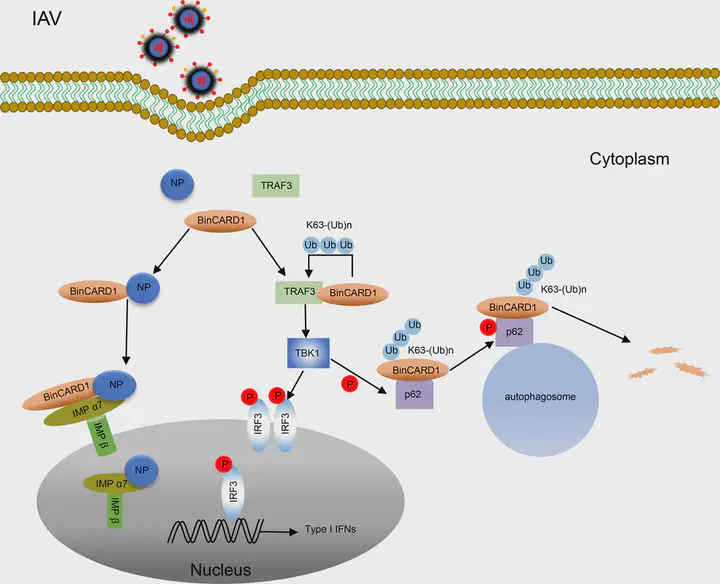 IAV
Cytoplasm
NP
TRAF3
BinCARD1
K63-(Ub)n
Ub Ub Ub
BinCARD1
NP
TRAF3
BinCARD1
Ub
Ub
Ub
K63-(Ub)n
BinCARD1
P
p62
TBK1
Ub
Ub
Ub
K63-(Ub)n
BinCARD1
p62
P
autophagosome
BinCARD1
NP
IMP α7
IMP β
P
P
IRF3
IRF3
NP
IMP α7
IMP β
P
IRF3
Type I IFNs
Nucleus